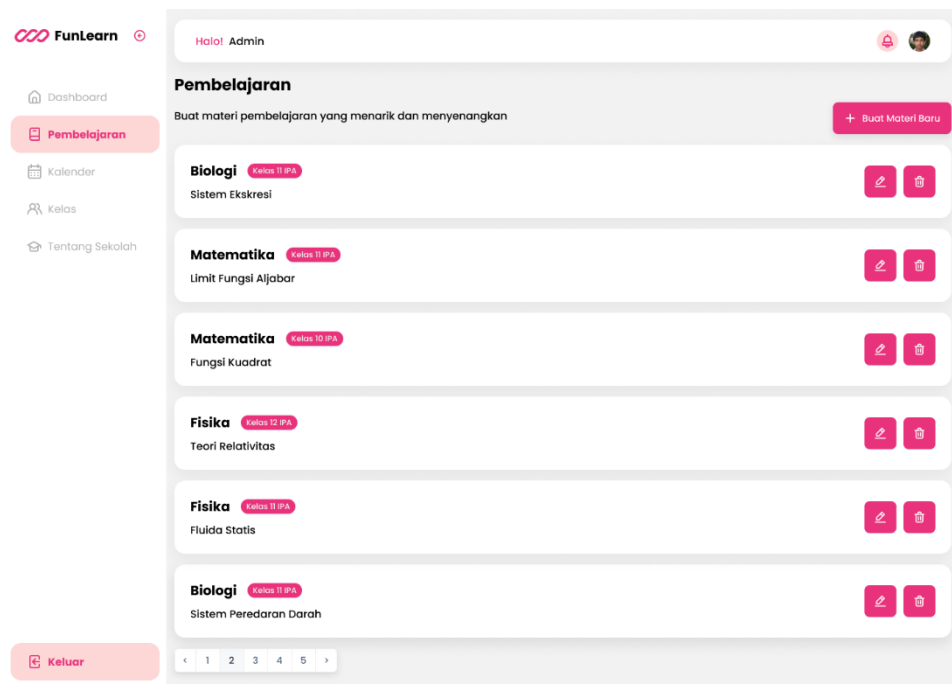 FunLearn
Halo! Admin
Dashboard
Pembelajaran
Kalender
Kelas
Tentang Sekolah
Keluar
Pembelajaran
Buat materi pembelajaran yang menarik dan menyenangkan
+ Buat Materi Baru
Biologi Kelas 11 IPA
Sistem Ekskresi
Matematika Kelas 11 IPA
Limit Fungsi Aljabar
Matematika Kelas 10 IPA
Fungsi Kuadrat
Fisika Kelas 12 IPA
Teori Relativitas
Fisika Kelas 11 IPA
Fluida Statis
Biologi Kelas 11 IPA
Sistem Peredaran Darah
< 1 2 3 4 5 >